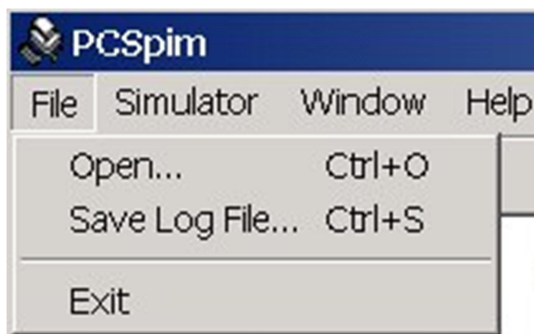 PCSpim
File Simulator Window Help
Open... Ctrl+O
Save Log File... Ctrl+S
Exit